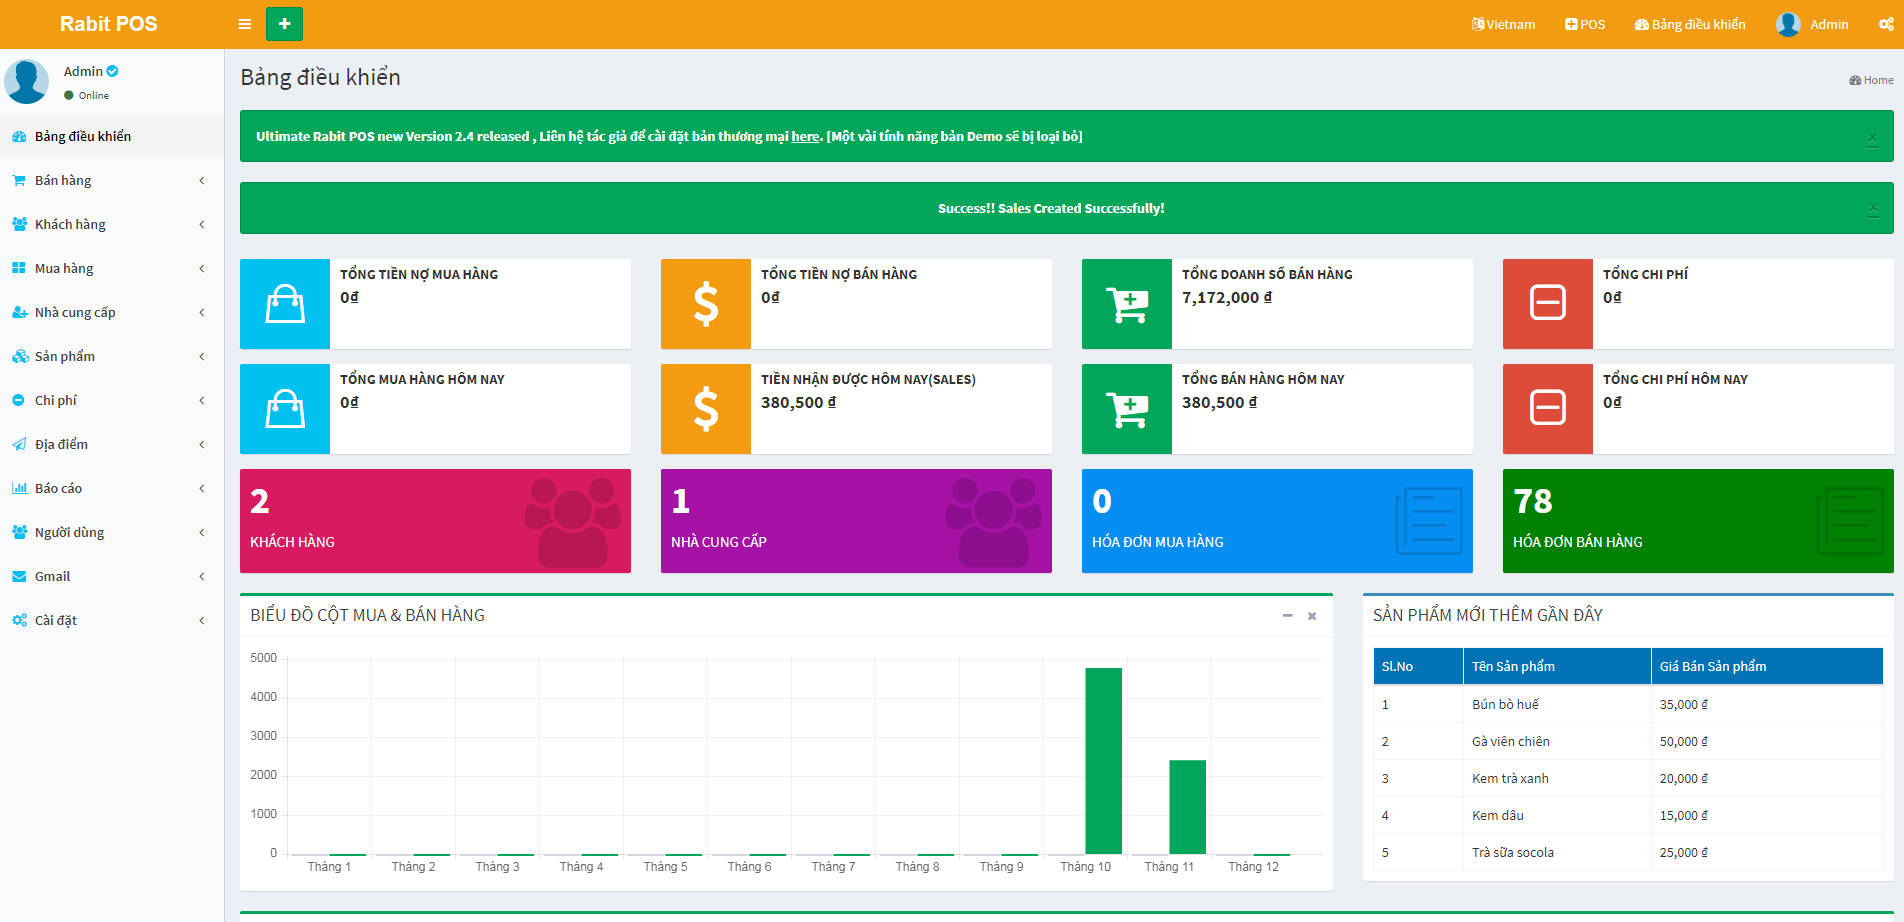 Rabit POS
Vietnam
POS
Bảng điều khiển
Admin
Admin
Online
Bảng điều khiển
Bán hàng
Khách hàng
Mua hàng
Nhà cung cấp
Sản phẩm
Chi phí
Địa điểm
Báo cáo
Người dùng
Gmail
Cài đặt
Bảng điều khiển
Home
Ultimate Rabit POS new Version 2.4 released , Liên hệ tác giả để cài đặt bản thương mại here. [Một vài tính năng bản Demo sẽ bị loại bỏ]
Success!! Sales Created Successfully!
TỔNG TIỀN NỢ MUA HÀNG
0₫
TỔNG TIỀN NỢ BÁN HÀNG
0₫
TỔNG DOANH SỐ BÁN HÀNG
7,172,000 ₫
TỔNG CHI PHÍ
0₫
TỔNG MUA HÀNG HÔM NAY
0₫
TIỀN NHẬN ĐƯỢC HÔM NAY(SALES)
380,500 ₫
TỔNG BÁN HÀNG HÔM NAY
380,500 ₫
TỔNG CHI PHÍ HÔM NAY
0₫
2
KHÁCH HÀNG
1
NHÀ CUNG CẤP
0
HÓA ĐƠN MUA HÀNG
78
HÓA ĐƠN BÁN HÀNG
BIỂU ĐỒ CỘT MUA & BÁN HÀNG
5000
4000
3000
2000
1000
0
Tháng 1 Tháng 2 Tháng 3 Tháng 4 Tháng 5 Tháng 6 Tháng 7 Tháng 8 Tháng 9 Tháng 10 Tháng 11 Tháng 12
SẢN PHẨM MỚI THÊM GẦN ĐÂY
Sl.No Tên Sản phẩm Giá Bán Sản phẩm
1 Bún bò huế 35,000 ₫
2 Gà viên chiên 50,000 ₫
3 Kem trà xanh 20,000 ₫
4 Kem dâu 15,000 ₫
5 Trà sữa socola 25,000 ₫